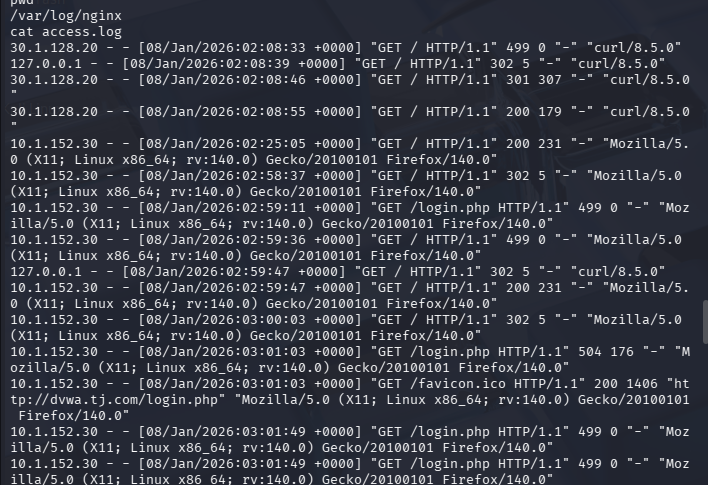 pwd
/var/log/nginx
cat access.log
30.1.128.20 - - [08/Jan/2026:02:08:33 +0000] "GET / HTTP/1.1" 499 0 "-" "curl/8.5.0"
127.0.0.1 - - [08/Jan/2026:02:08:39 +0000] "GET / HTTP/1.1" 302 5 "-" "curl/8.5.0"
30.1.128.20 - - [08/Jan/2026:02:08:46 +0000] "GET / HTTP/1.1" 301 307 "-" "curl/8.5.0
"
30.1.128.20 - - [08/Jan/2026:02:08:55 +0000] "GET / HTTP/1.1" 200 179 "-" "curl/8.5.0
"
10.1.152.30 - - [08/Jan/2026:02:25:05 +0000] "GET / HTTP/1.1" 200 231 "-" "Mozilla/5.
0 (X11; Linux x86_64; rv:140.0) Gecko/20100101 Firefox/140.0"
10.1.152.30 - - [08/Jan/2026:02:58:37 +0000] "GET / HTTP/1.1" 302 5 "-" "Mozilla/5.0
(X11; Linux x86_64; rv:140.0) Gecko/20100101 Firefox/140.0"
10.1.152.30 - - [08/Jan/2026:02:59:11 +0000] "GET /login.php HTTP/1.1" 499 0 "-" "Moz
illa/5.0 (X11; Linux x86_64; rv:140.0) Gecko/20100101 Firefox/140.0"
10.1.152.30 - - [08/Jan/2026:02:59:36 +0000] "GET / HTTP/1.1" 499 0 "-" "Mozilla/5.0
(X11; Linux x86_64; rv:140.0) Gecko/20100101 Firefox/140.0"
127.0.0.1 - - [08/Jan/2026:02:59:47 +0000] "GET / HTTP/1.1" 302 5 "-" "curl/8.5.0"
10.1.152.30 - - [08/Jan/2026:02:59:47 +0000] "GET / HTTP/1.1" 200 231 "-" "Mozilla/5.
0 (X11; Linux x86_64; rv:140.0) Gecko/20100101 Firefox/140.0"
10.1.152.30 - - [08/Jan/2026:03:00:03 +0000] "GET / HTTP/1.1" 302 5 "-" "Mozilla/5.0
(X11; Linux x86_64; rv:140.0) Gecko/20100101 Firefox/140.0"
10.1.152.30 - - [08/Jan/2026:03:01:03 +0000] "GET /login.php HTTP/1.1" 504 176 "-" "M
ozilla/5.0 (X11; Linux x86_64; rv:140.0) Gecko/20100101 Firefox/140.0"
10.1.152.30 - - [08/Jan/2026:03:01:03 +0000] "GET /favicon.ico HTTP/1.1" 200 1406 "ht
tp://dvwa.tj.com/login.php" "Mozilla/5.0 (X11; Linux x86_64; rv:140.0) Gecko/20100101
 Firefox/140.0"
10.1.152.30 - - [08/Jan/2026:03:01:49 +0000] "GET /login.php HTTP/1.1" 499 0 "-" "Moz
illa/5.0 (X11; Linux x86_64; rv:140.0) Gecko/20100101 Firefox/140.0"
10.1.152.30 - - [08/Jan/2026:03:01:49 +0000] "GET /login.php HTTP/1.1" 499 0 "-" "Moz
illa/5.0 (X11; Linux x86_64; rv:140.0) Gecko/20100101 Firefox/140.0"